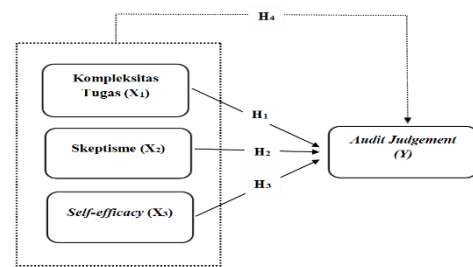 H4
Kompleksitas
Tugas (X1)
H1
Skeptisme (X2)
H2
Audit Judgement
(Y)
H3
Self-efficacy (X3)